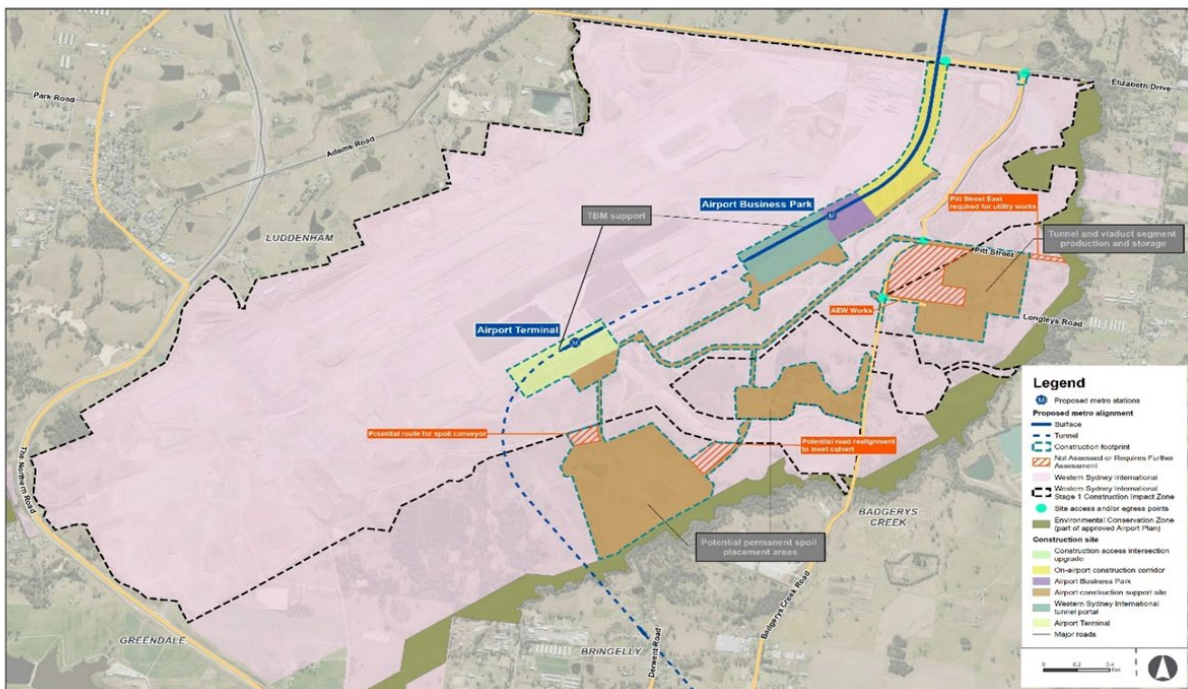 Park Road
Adams Road
LUDDENHAM
Elizabeth Drive
TBM support
Airport Business Park
Pitt Street East
required for utility works
Tunnel and viaduct segment
production and storage
Pitt Street
AEW Works
Longleys Road
Airport Terminal
Potential route for spoil conveyor
Potential road realignment
to meet culvert
Potential permanent spoil
placement areas
The Northern Road
BADGERYS
CREEK
Badgerys Creek Road
GREENDALE
BRINGELLY
Derwent Road
Legend
M Proposed metro stations
Proposed metro alignment
Surface
Tunnel
Construction footprint
Not Assessed or Requires Further
Assessment
Western Sydney International
Western Sydney International
Stage 1 Construction Impact Zone
Site access and/or egress points
Environmental Conservation Zone
(part of approved Airport Plan)
Construction site
Construction access intersection
upgrade
On-airport construction corridor
Airport Business Park
Airport construction support site
Western Sydney International
tunnel portal
Airport Terminal
Major roads
0 0.2 0.4
km